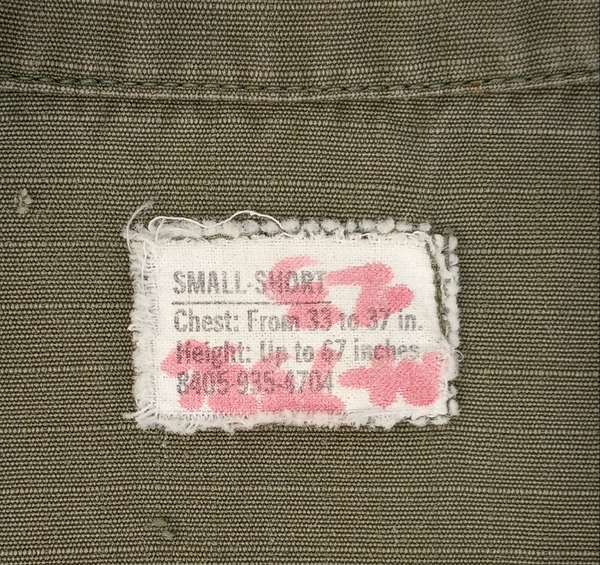 SMALL-SHORT
Chest: From 33 to 37 in.
Height: Up to 67 inches
8405-935-4704